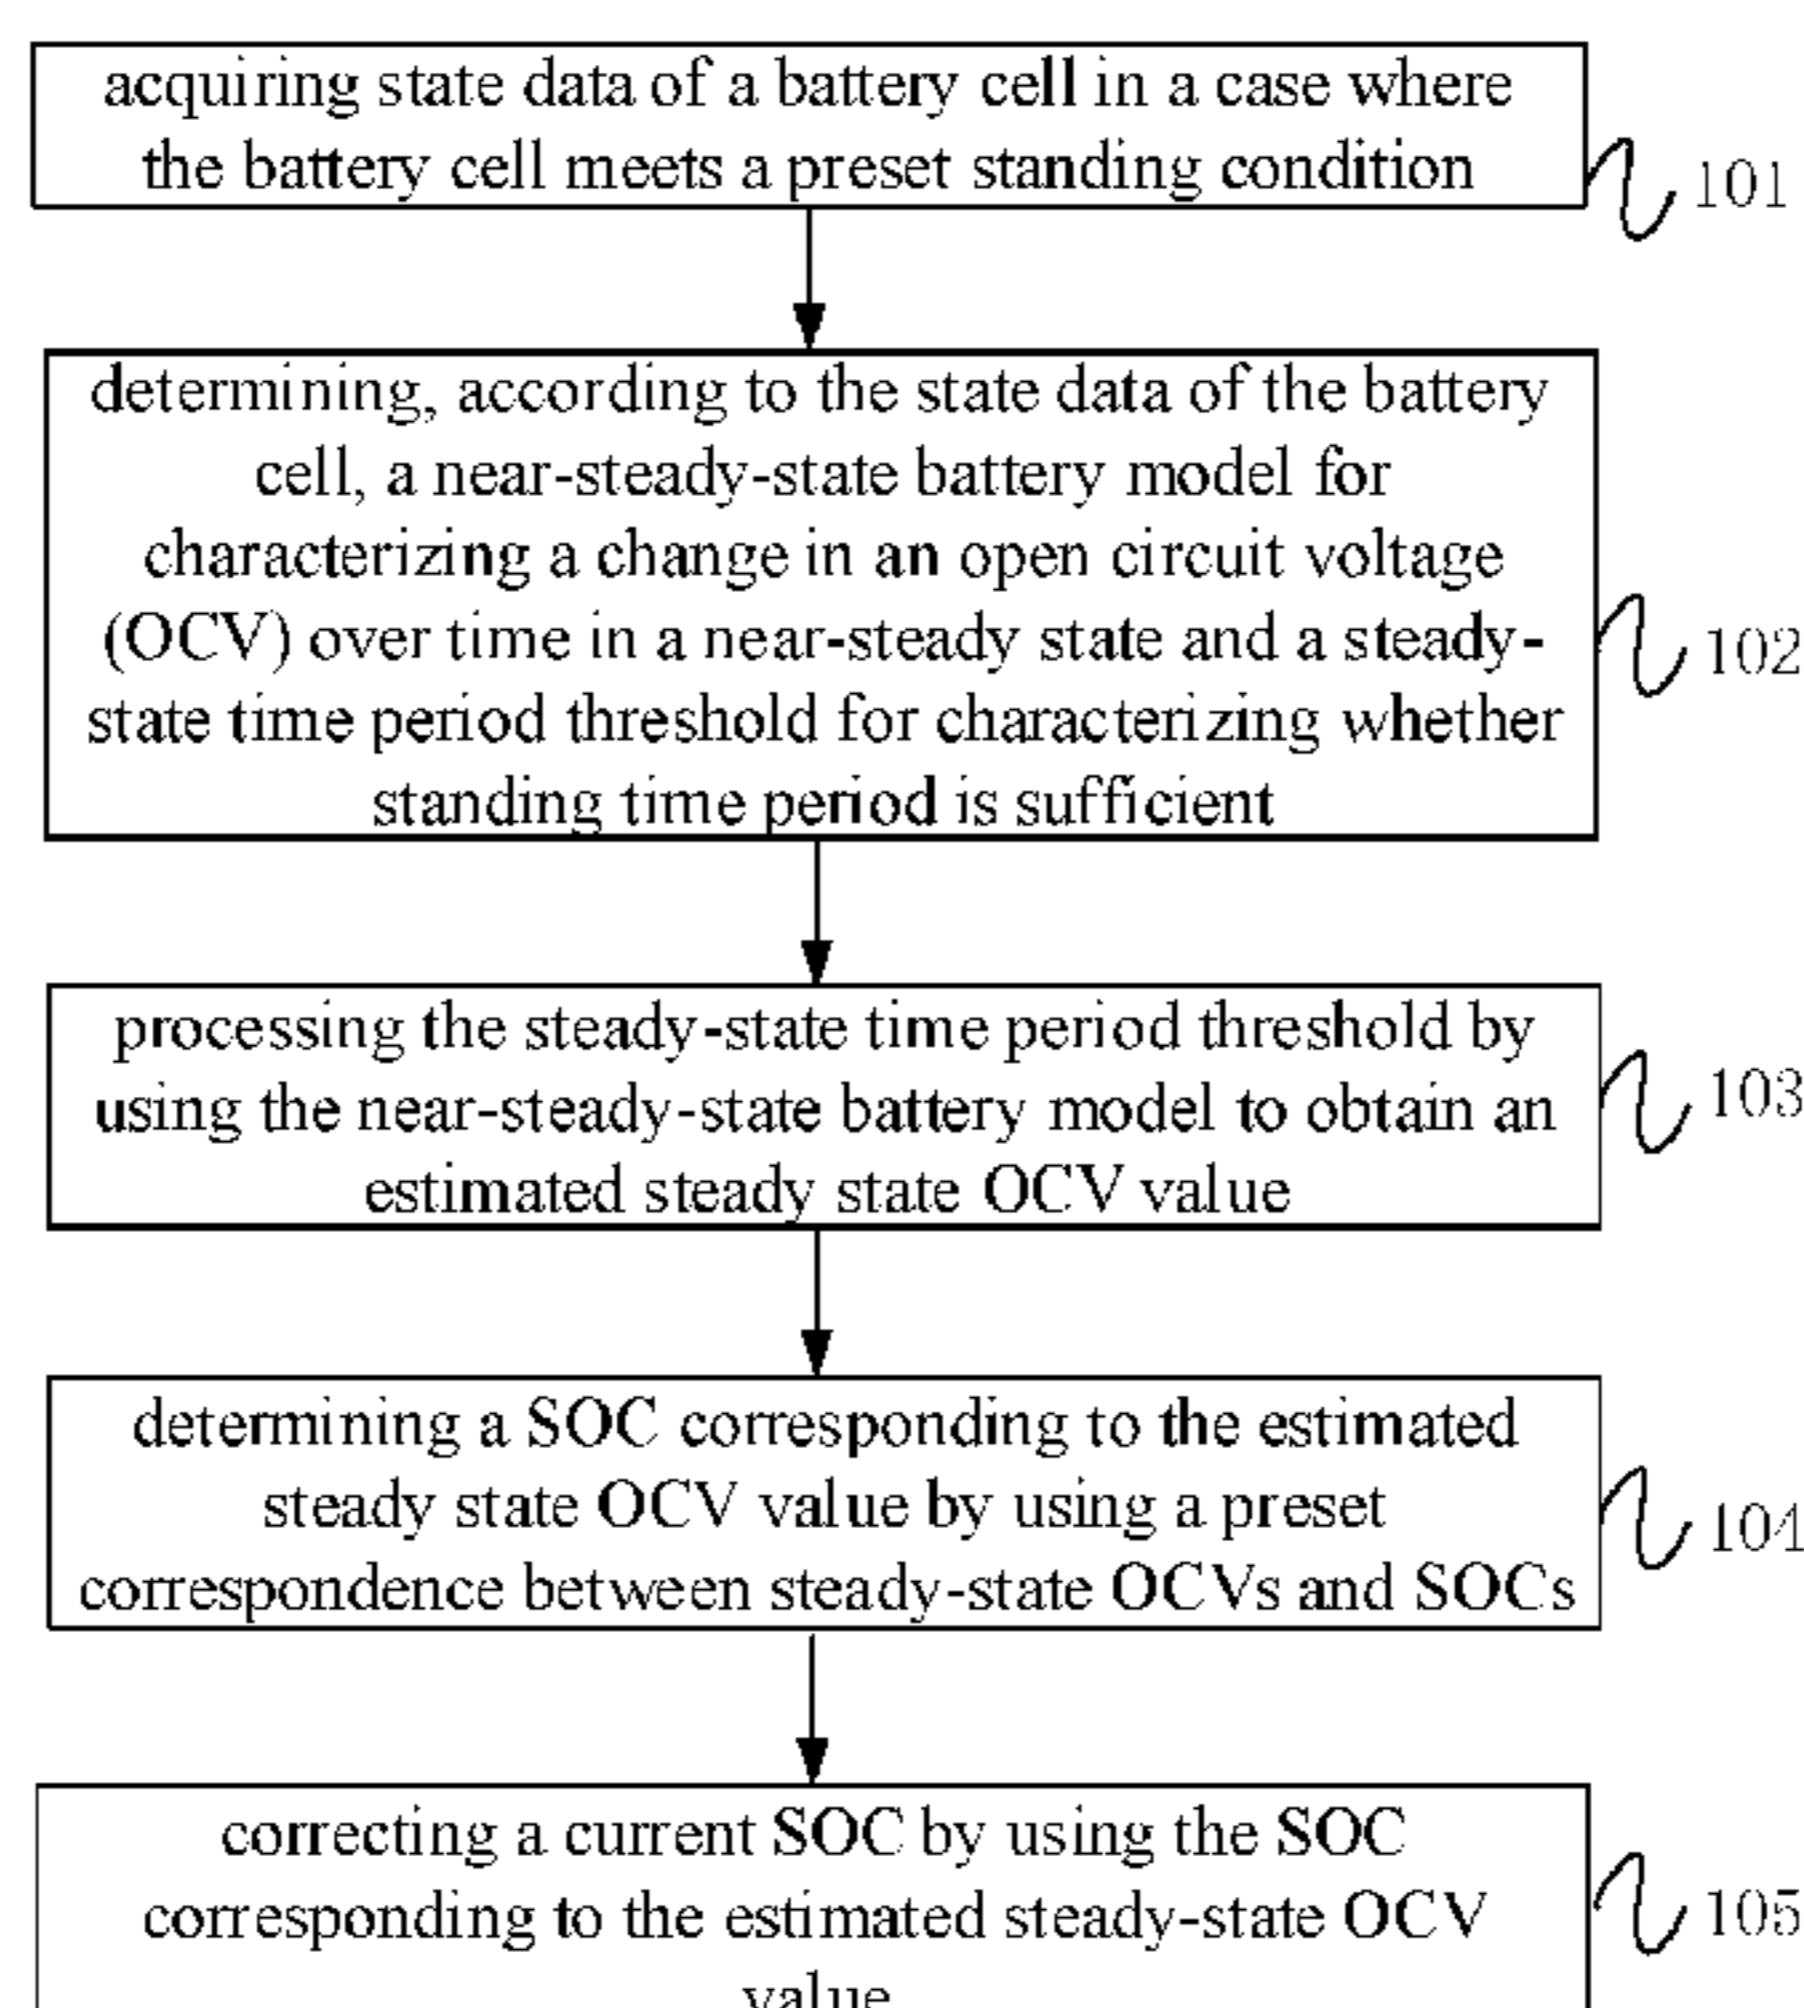 acquiring state data of a battery cell in a case where
the battery cell meets a preset standing condition
101
determining, according to the state data of the battery
cell, a near-steady-state battery model for
characterizing a change in an open circuit voltage
(OCV) over time in a near-steady state and a steady-
state time period threshold for characterizing whether
standing time period is sufficient
102
processing the steady-state time period threshold by
using the near-steady-state battery model to obtain an
estimated steady state OCV value
103
determining a SOC corresponding to the estimated
steady state OCV value by using a preset
correspondence between steady-state OCVs and SOCs
104
correcting a current SOC by using the SOC
corresponding to the estimated steady-state OCV
value
105